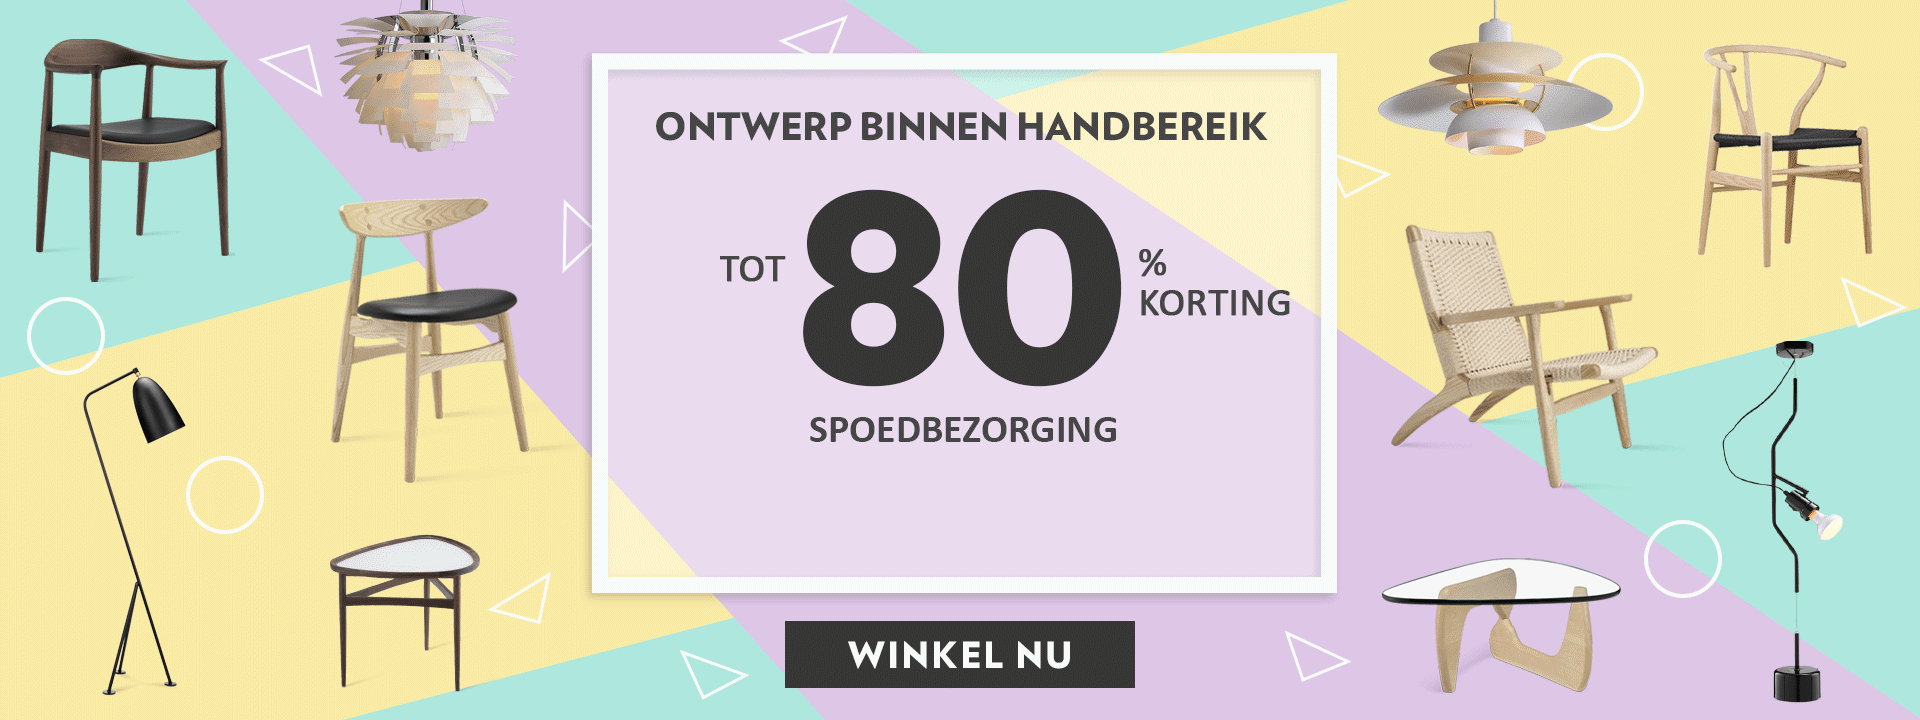 ONTWERP BINNEN HANDBEREIK
TOT 80 %
KORTING
SPOEDBEZORGING
WINKEL NU